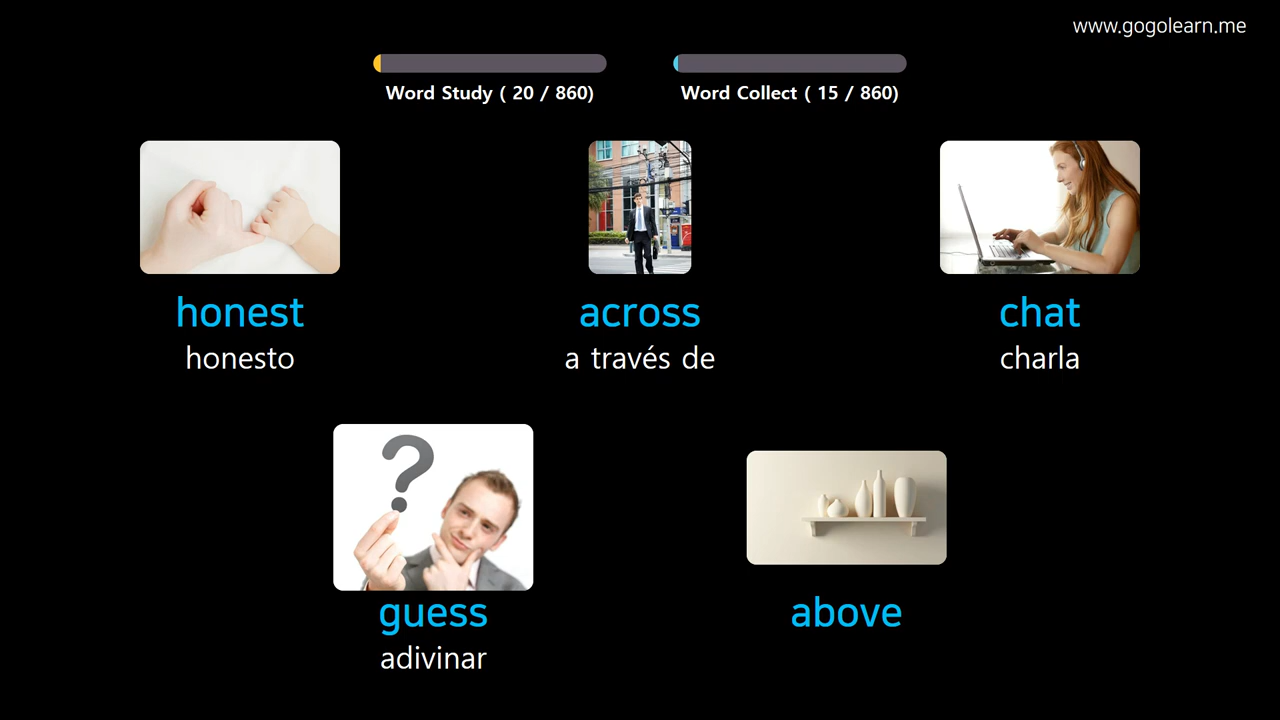 www.gogolearn.me
Word Study ( 20 / 860)
Word Collect ( 15 / 860)
honest
honesto
across
a través de
chat
charla
guess
adivinar
above